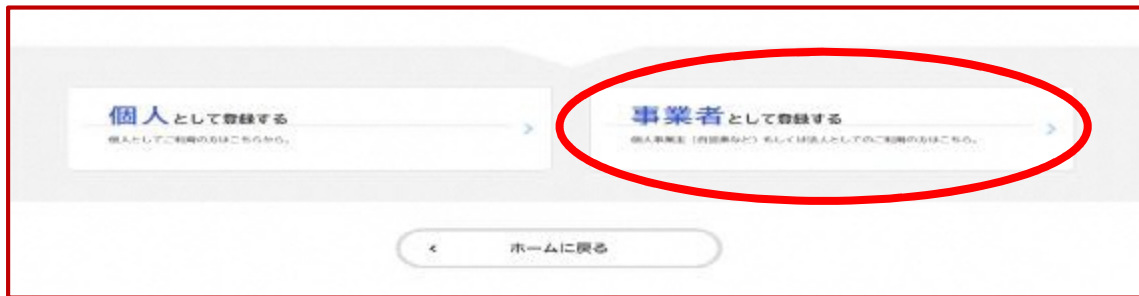 個人として登録する
個人としてご利用の方はこちらから。
事業者として登録する
個人事業主（自営業など）もしくは法人としてのご利用の方はこちら。
ホームに戻る